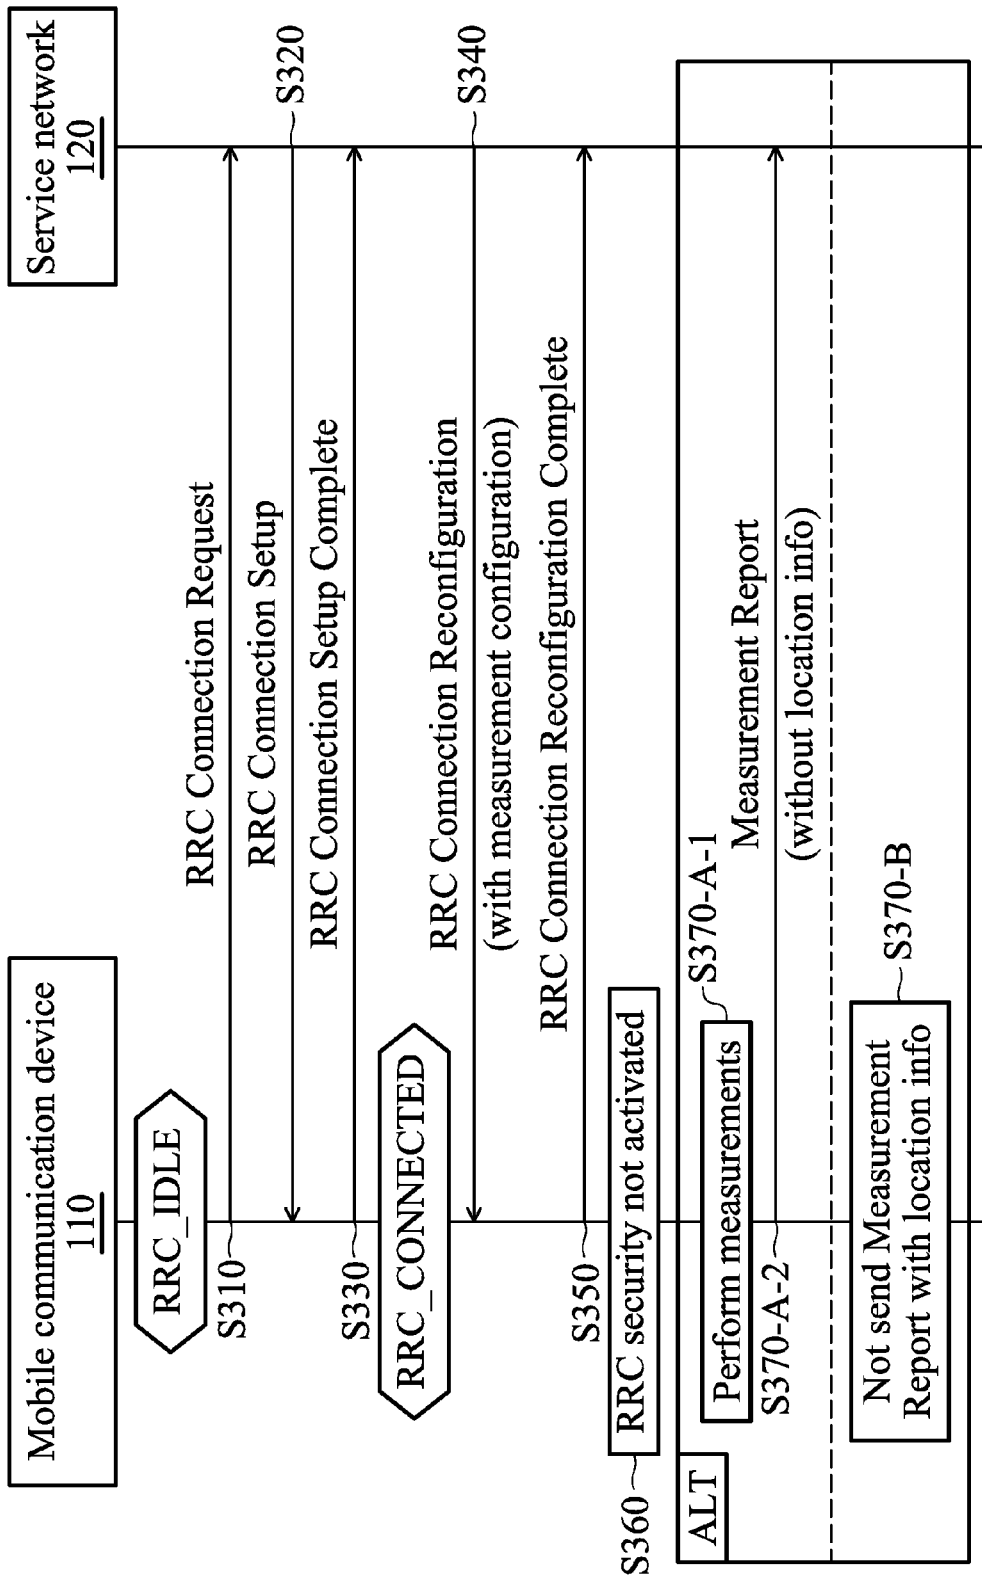 Mobile communication device
110
Service network
120
RRC_IDLE
RRC Connection Request
S310
RRC Connection Setup
S320
RRC Connection Setup Complete
S330
RRC_CONNECTED
RRC Connection Reconfiguration
(with measurement configuration)
S340
RRC Connection Reconfiguration Complete
S350
RRC security not activated
S360
ALT
Perform measurements
S370-A-1
Measurement Report
(without location info)
S370-A-2
Not send Measurement
Report with location info
S370-B